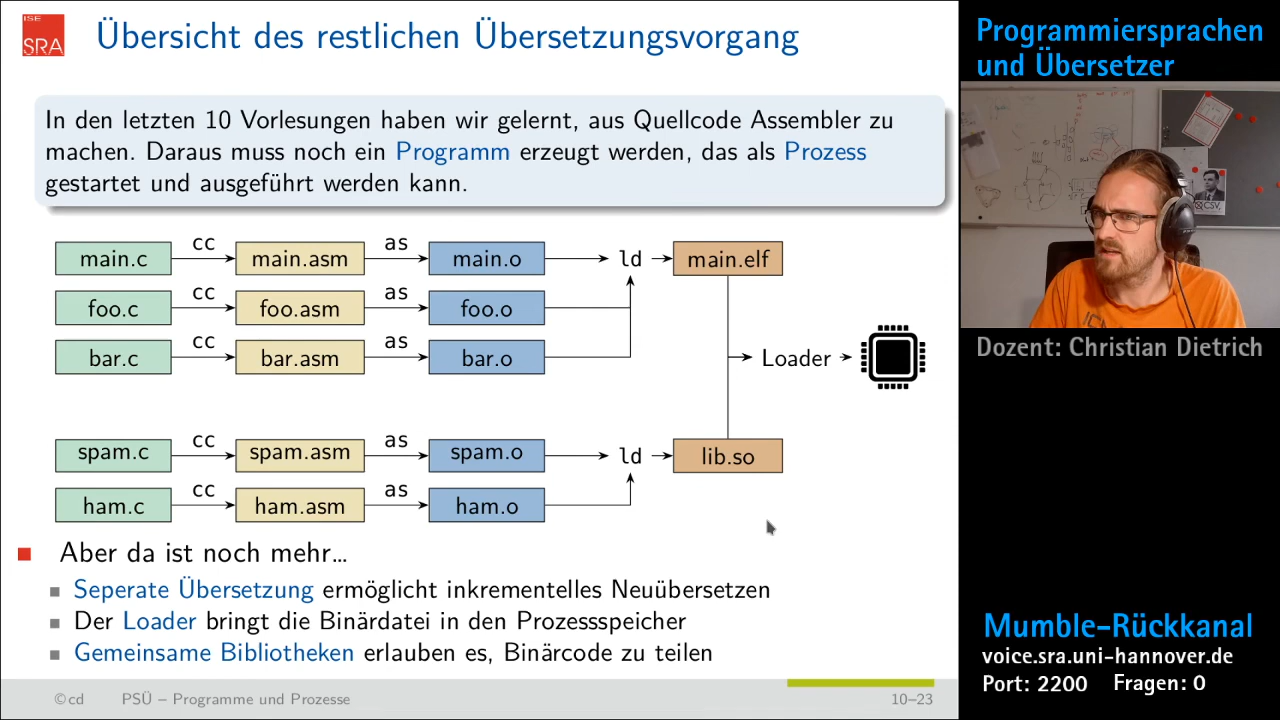 ISE
SRA
Übersicht des restlichen Übersetzungsvorgang
In den letzten 10 Vorlesungen haben wir gelernt, aus Quellcode Assembler zu
machen. Daraus muss noch ein Programm erzeugt werden, das als Prozess
gestartet und ausgeführt werden kann.
main.c cc main.asm as main.o ld main.elf
foo.c cc foo.asm as foo.o
bar.c cc bar.asm as bar.o
Loader
spam.c cc spam.asm as spam.o ld lib.so
ham.c cc ham.asm as ham.o
Aber da ist noch mehr...
Seperate Übersetzung ermöglicht inkrementelles Neuübersetzen
Der Loader bringt die Binärdatei in den Prozessspeicher
Gemeinsame Bibliotheken erlauben es, Binärcode zu teilen
©cd PSÜ – Programme und Prozesse 10–23
Programmiersprachen
und Übersetzer
CSV
Dozent: Christian Dietrich
Mumble-Rückkanal
voice.sra.uni-hannover.de
Port: 2200 Fragen: 0